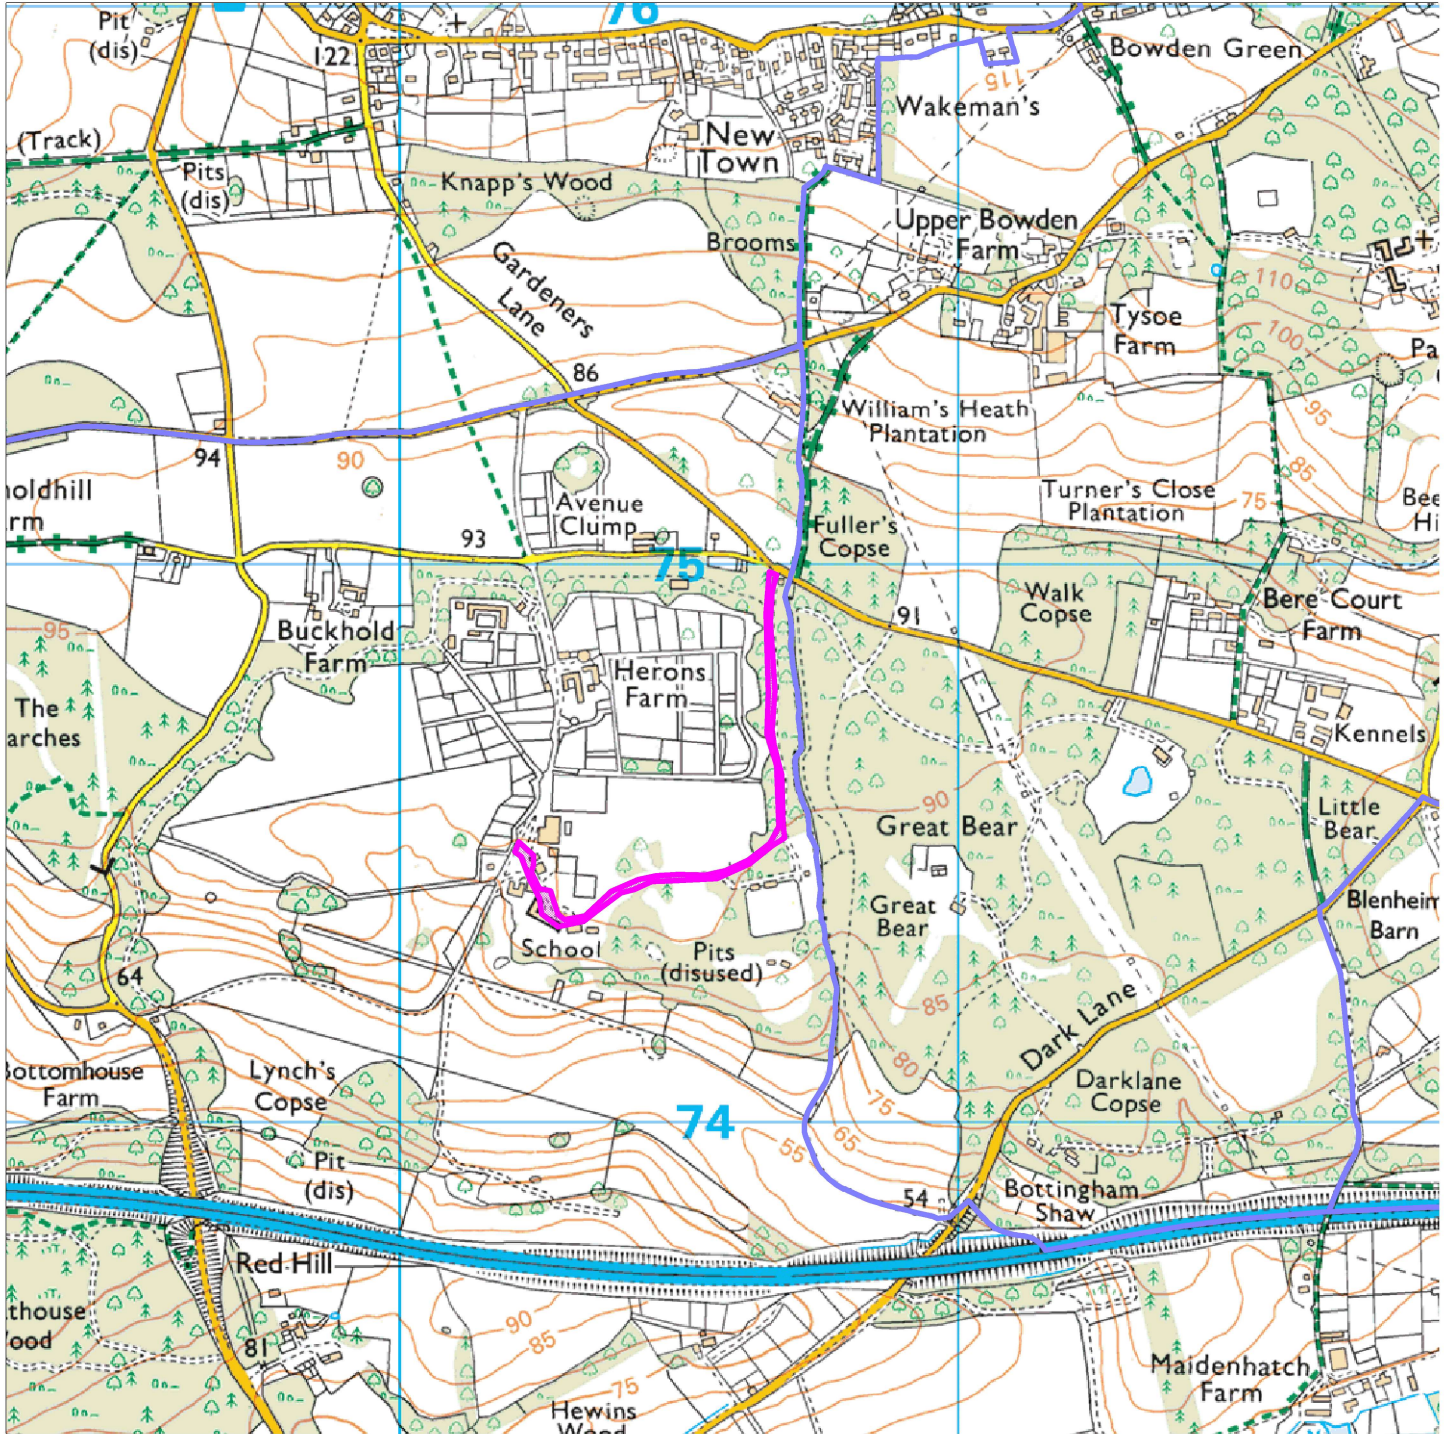 76
Pit
(dis)
122
Bowden Green
115
Wakeman's
(Track)
New
Town
Pits
(dis)
Knapp's Wood
Upper Bowden
Farm
Brooms
Gardeners
Lane
110
Tysoe
Farm
100
Pa
86
95
William's Heath
Plantation
94
90
85
holdhill
rm
Avenue
Clump
Turner's Close
Plantation
75
Bee
Hi
93
Fuller's
Copse
75
Walk
Copse
Bere Court
Farm
91
95
Buckhold
Farm
Herons
Farm
The
arches
Kennels
90
Great Bear
Little
Bear
Great
Bear
Blenheim
Barn
School
Pits
(disused)
64
85
Dark Lane
80
Bottomhouse
Farm
Lynch's
Copse
75
Darklane
Copse
74
65
55
Pit
(dis)
54
Bottingham
Shaw
Red Hill
thouse
ood
90
85
81
75
Maidenhatch
Farm
Hewins
Wood